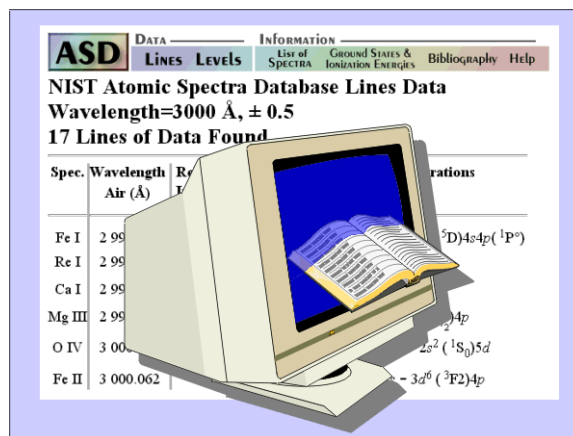 ASD
DATA INFORMATION
LINES LEVELS List of SPECTRA GROUND STATES & IONIZATION ENERGIES BIBLIOGRAPHY HELP
NIST Atomic Spectra Database Lines Data
Wavelength=3000 Å, ± 0.5
17 Lines of Data Found
Spec. Wavelength
Air (Å)
Fe I 2 99 ⁵D)4s4p( ¹P°)
Re I 2 99
Ca I 2 99
Mg III 2 99 )4p
O IV 3 00 2s² ( ¹S₀)5d
Fe II 3 000.062 - 3d⁶ ( ³F2)4p